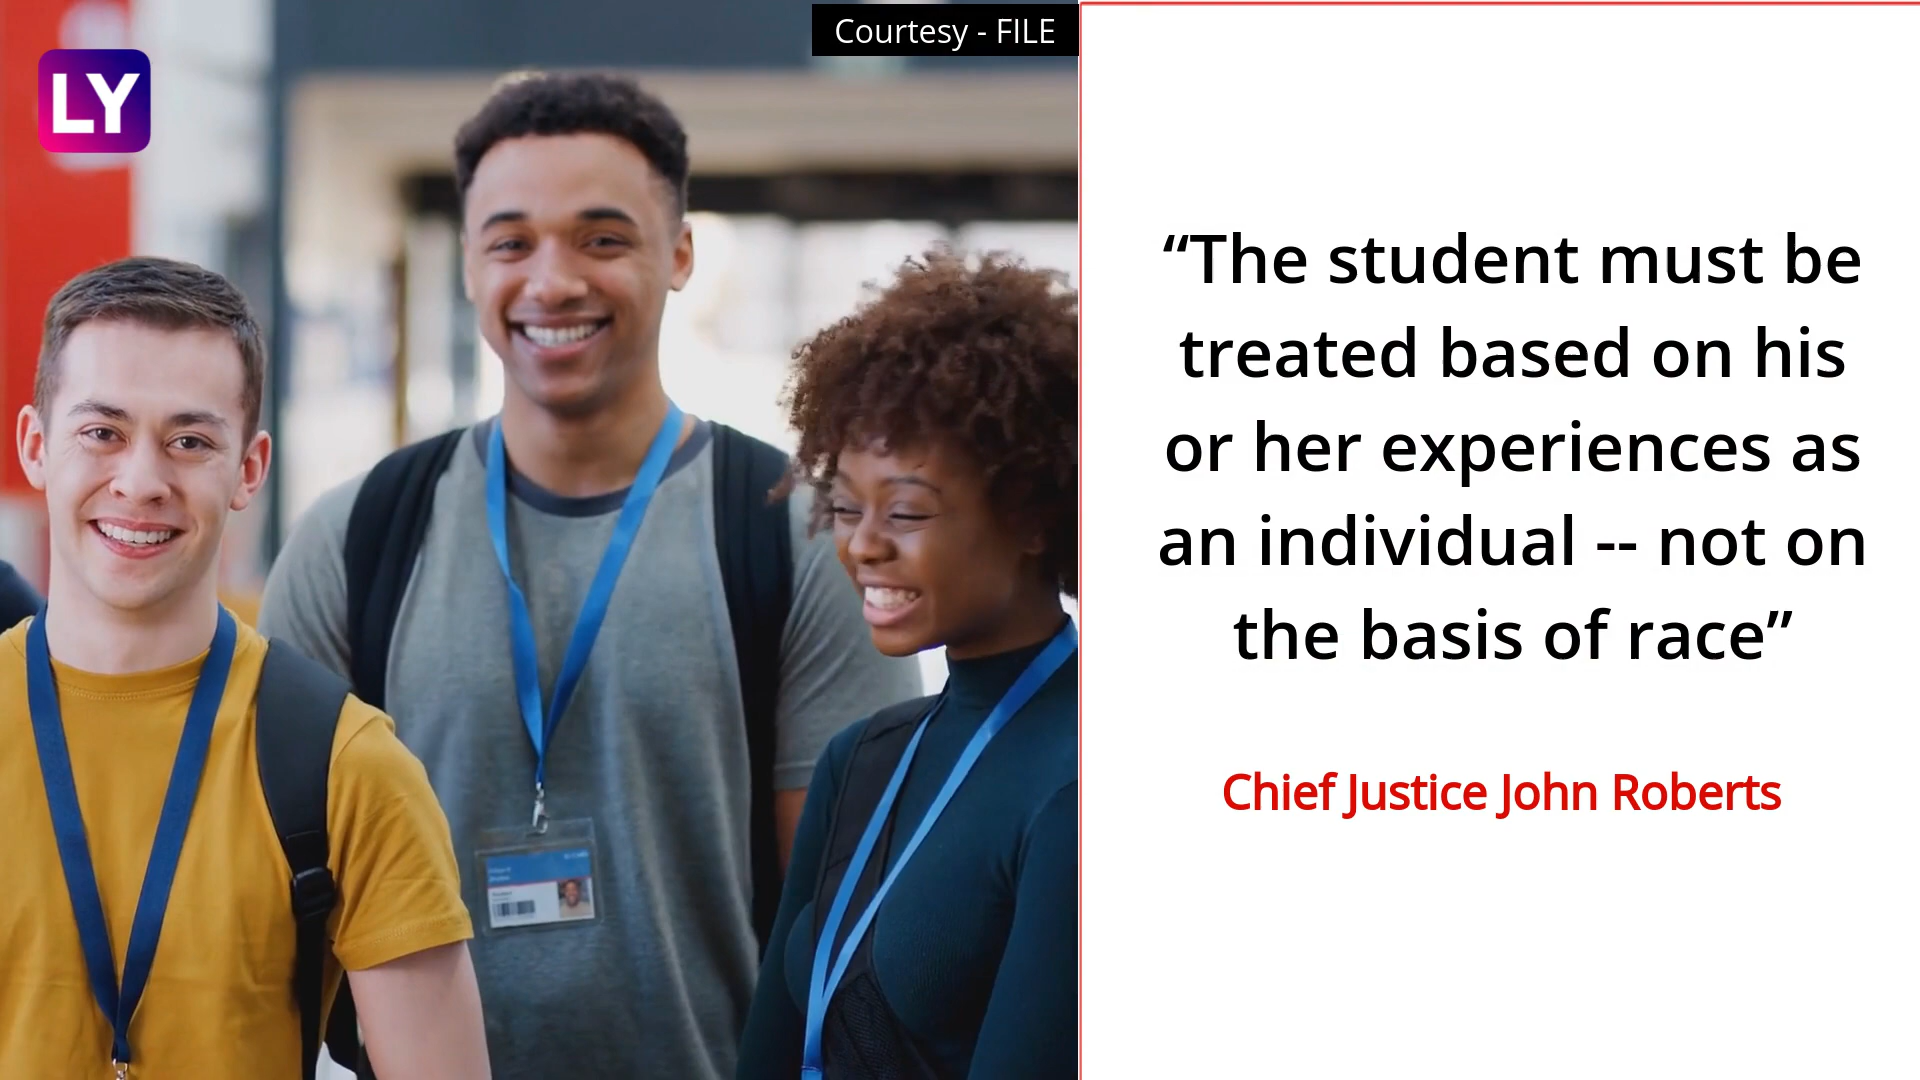 LY
Courtesy - FILE
“The student must be
treated based on his
or her experiences as
an individual -- not on
the basis of race”
Chief Justice John Roberts